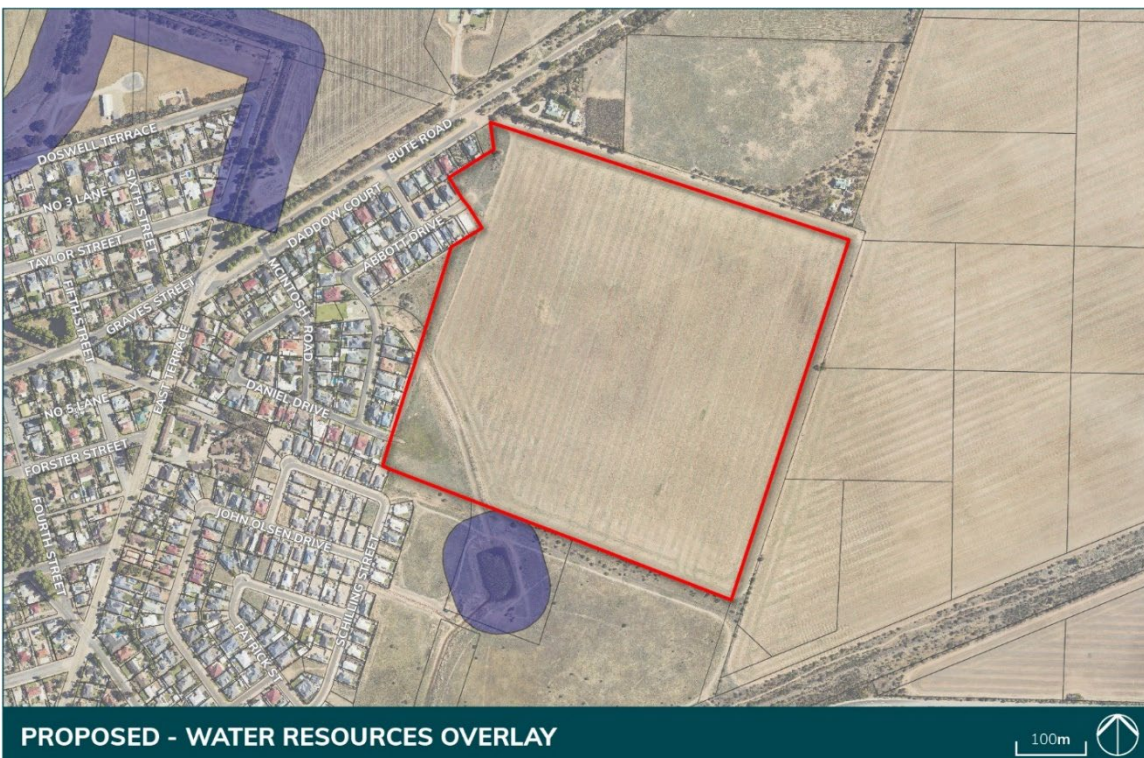 DOSWELL TERRACE
BUTE ROAD
NO 3 LANE
SIXTH STREET
DADDOW COURT
TAYLOR STREET
ABBOTT DRIVE
MCINTOSH ROAD
FIFTH STREET
GRAVES STREET
EAST TERRACE
DANIEL DRIVE
NO 5 LANE
FORSTER STREET
FOURTH STREET
JOHN OLSEN DRIVE
SCHILLING STREET
PATRICK ST
PROPOSED - WATER RESOURCES OVERLAY
100m